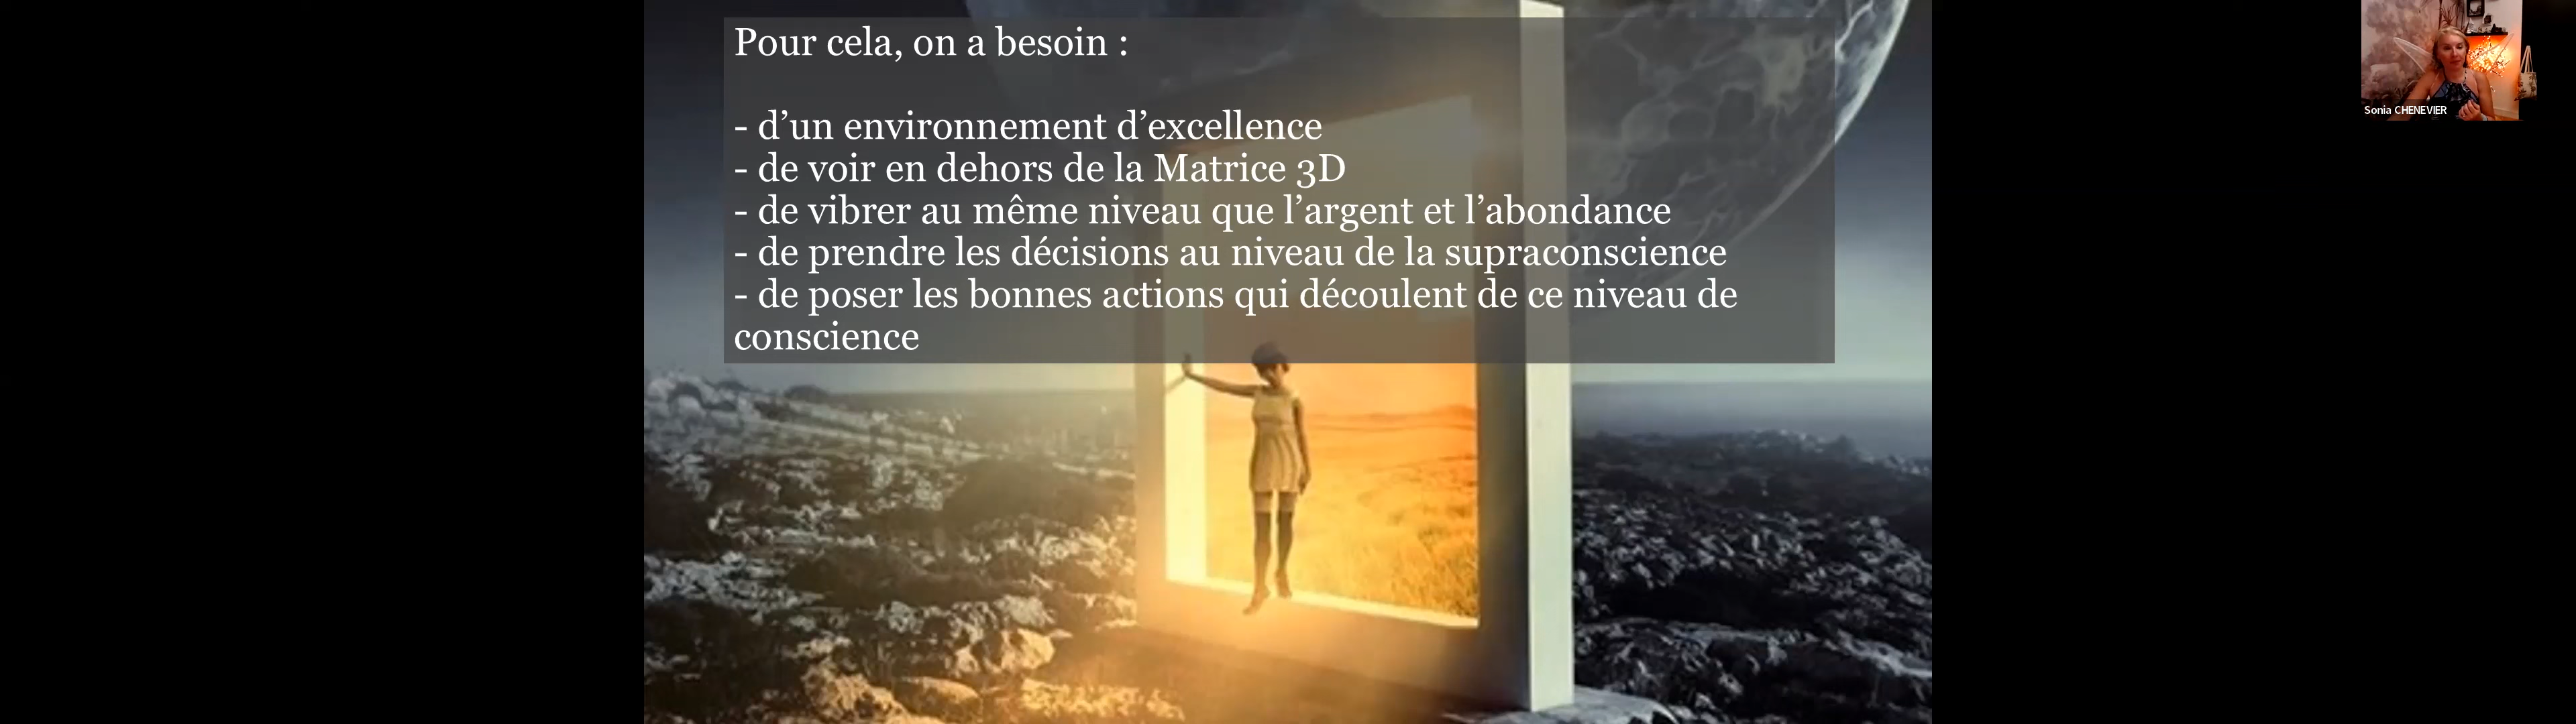 Pour cela, on a besoin :
- d’un environnement d’excellence
- de voir en dehors de la Matrice 3D
- de vibrer au même niveau que l’argent et l’abondance
- de prendre les décisions au niveau de la supraconscience
- de poser les bonnes actions qui découlent de ce niveau de
conscience
Sonia CHENEVIER